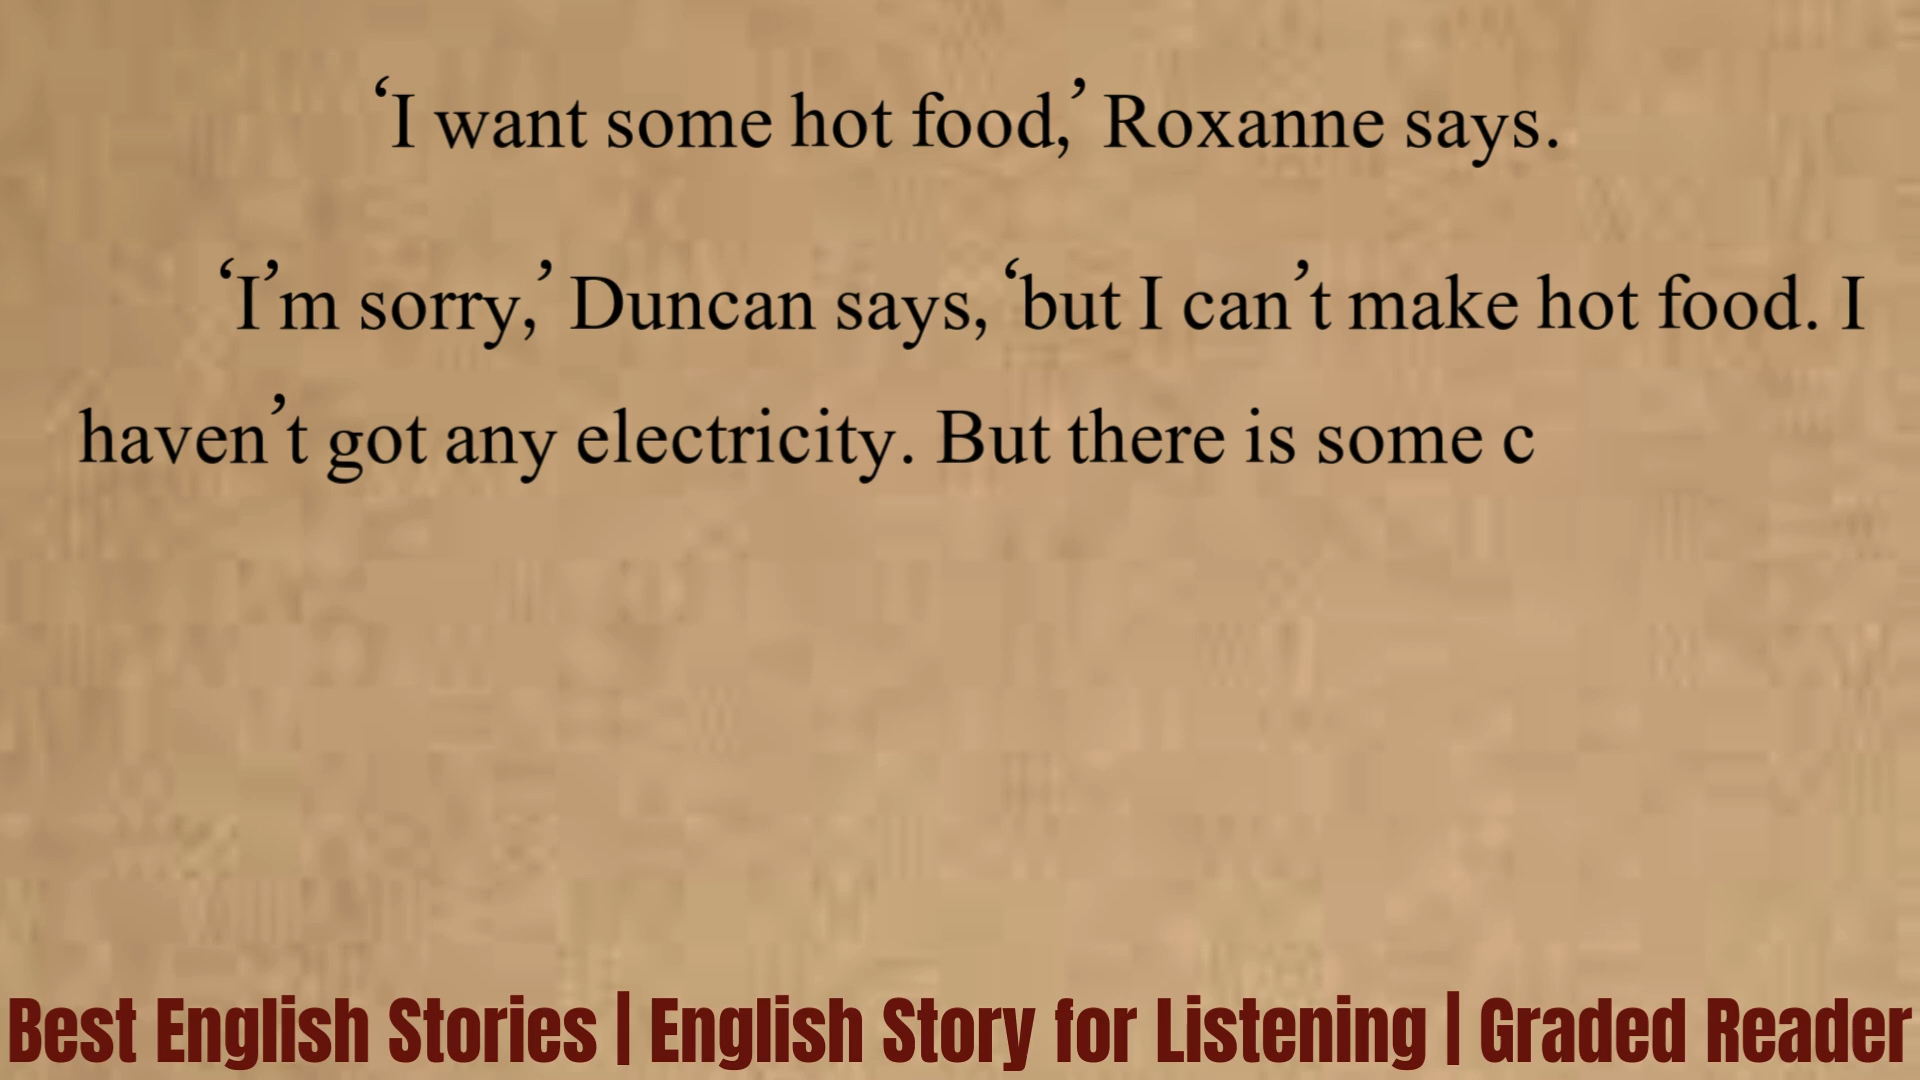 ‘I want some hot food,’ Roxanne says.
‘I’m sorry,’ Duncan says, ‘but I can’t make hot food. I
haven’t got any electricity. But there is some c
Best English Stories | English Story for Listening | Graded Reader